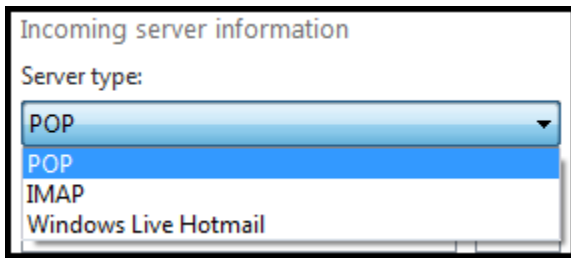 Incoming server information
Server type:
POP
POP
IMAP
Windows Live Hotmail